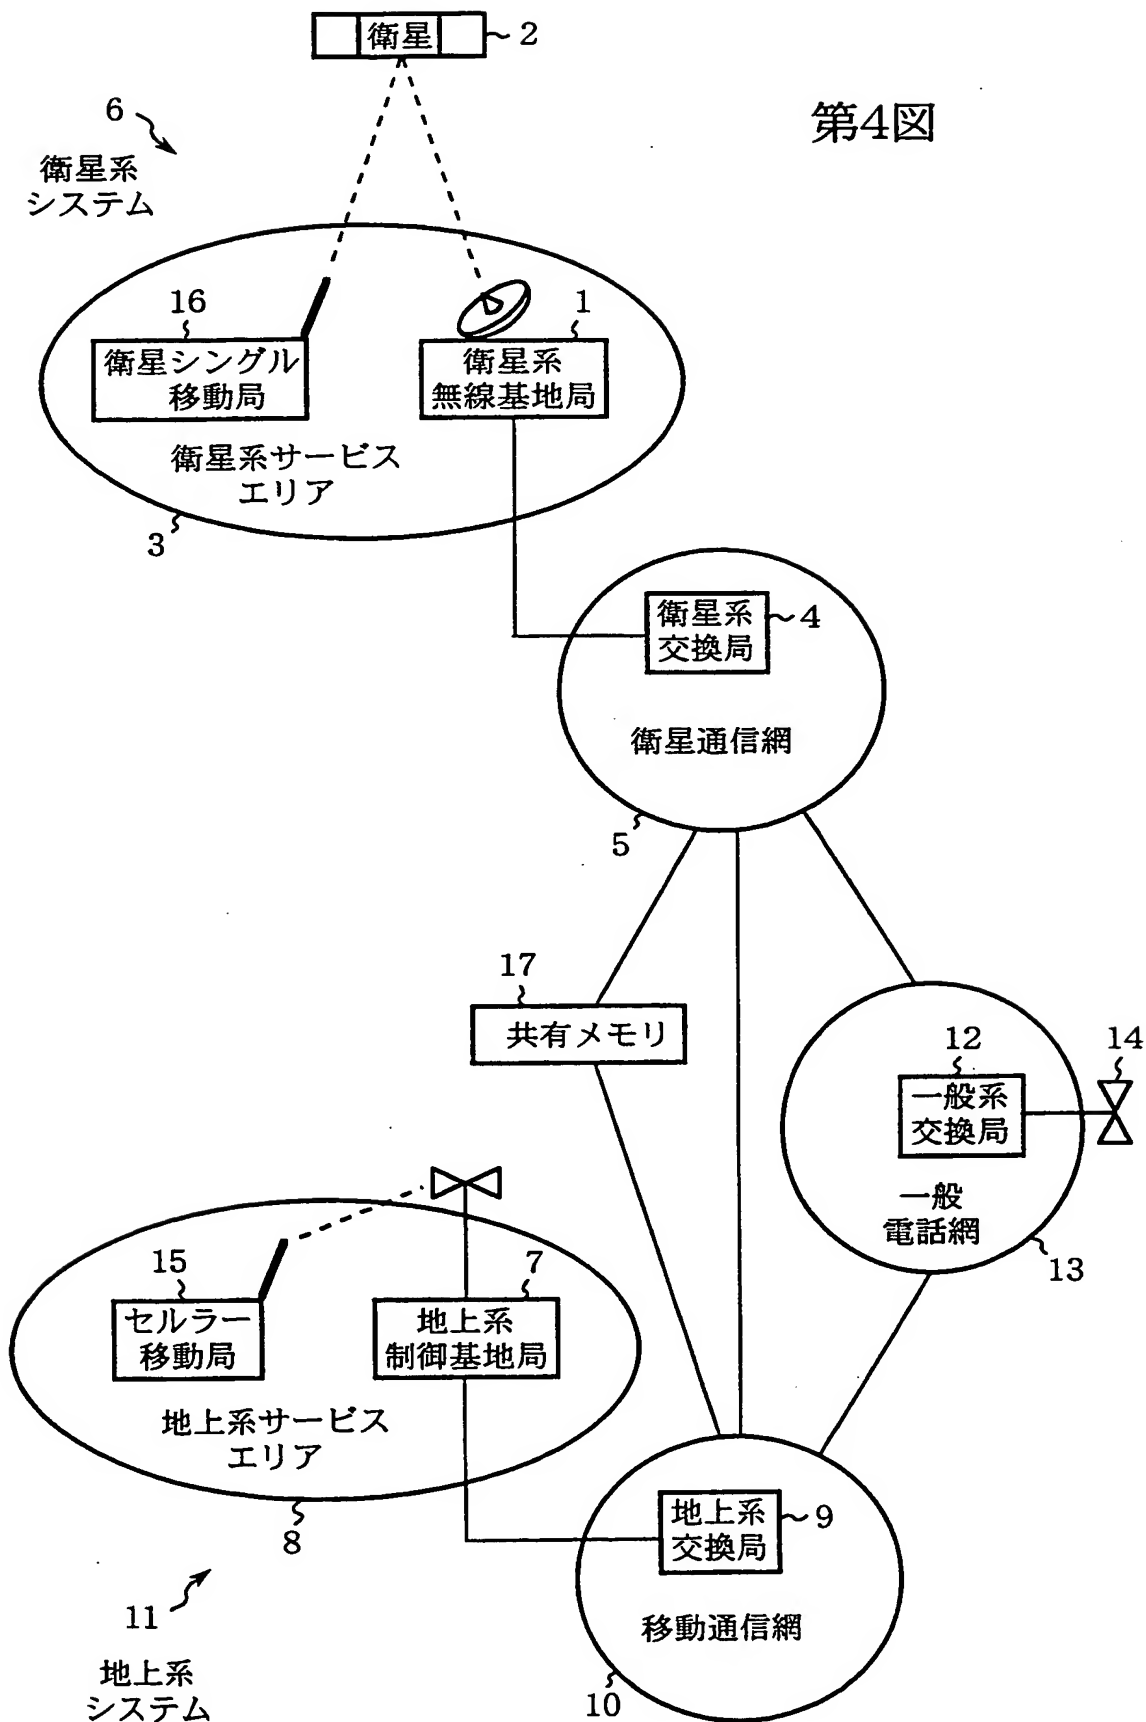 衛星
2
第4図
6
衛星系
システム
16
1
衛星シングル
移動局
衛星系
無線基地局
衛星系サービス
エリア
3
衛星系
交換局
4
衛星通信網
5
17
共有メモリ
12
14
一般系
交換局
一般
電話網
13
15
7
セルラー
移動局
地上系
制御基地局
地上系サービス
エリア
8
地上系
交換局
9
11
移動通信網
地上系
システム
10